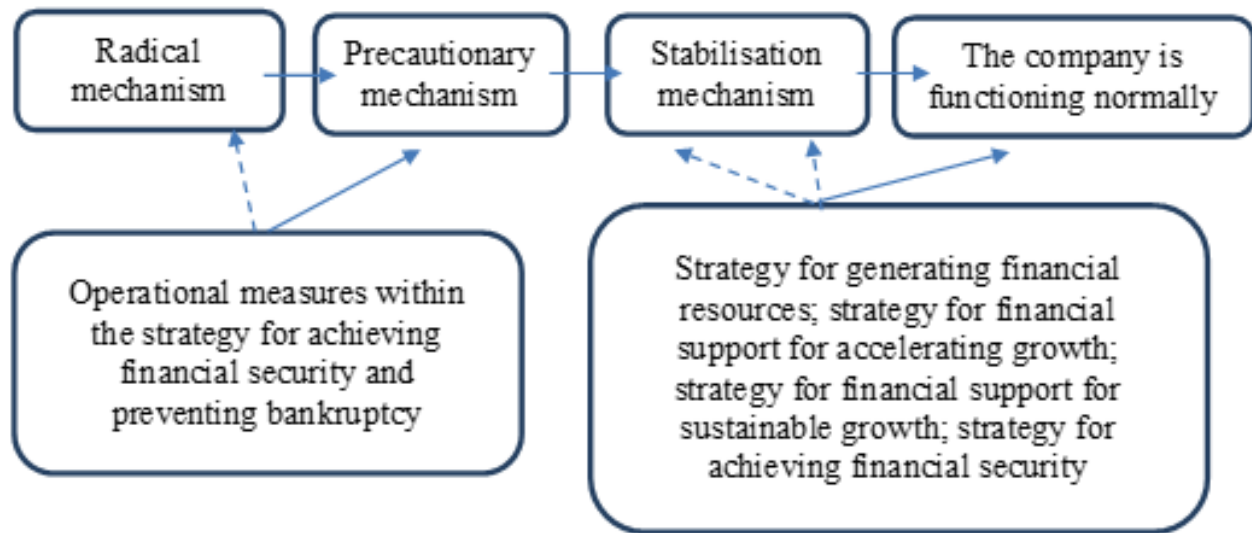 Radical
mechanism
Precautionary
mechanism
Stabilisation
mechanism
The company is
functioning normally
Operational measures within
the strategy for achieving
financial security and
preventing bankruptcy
Strategy for generating financial
resources; strategy for financial
support for accelerating growth;
strategy for financial support for
sustainable growth; strategy for
achieving financial security